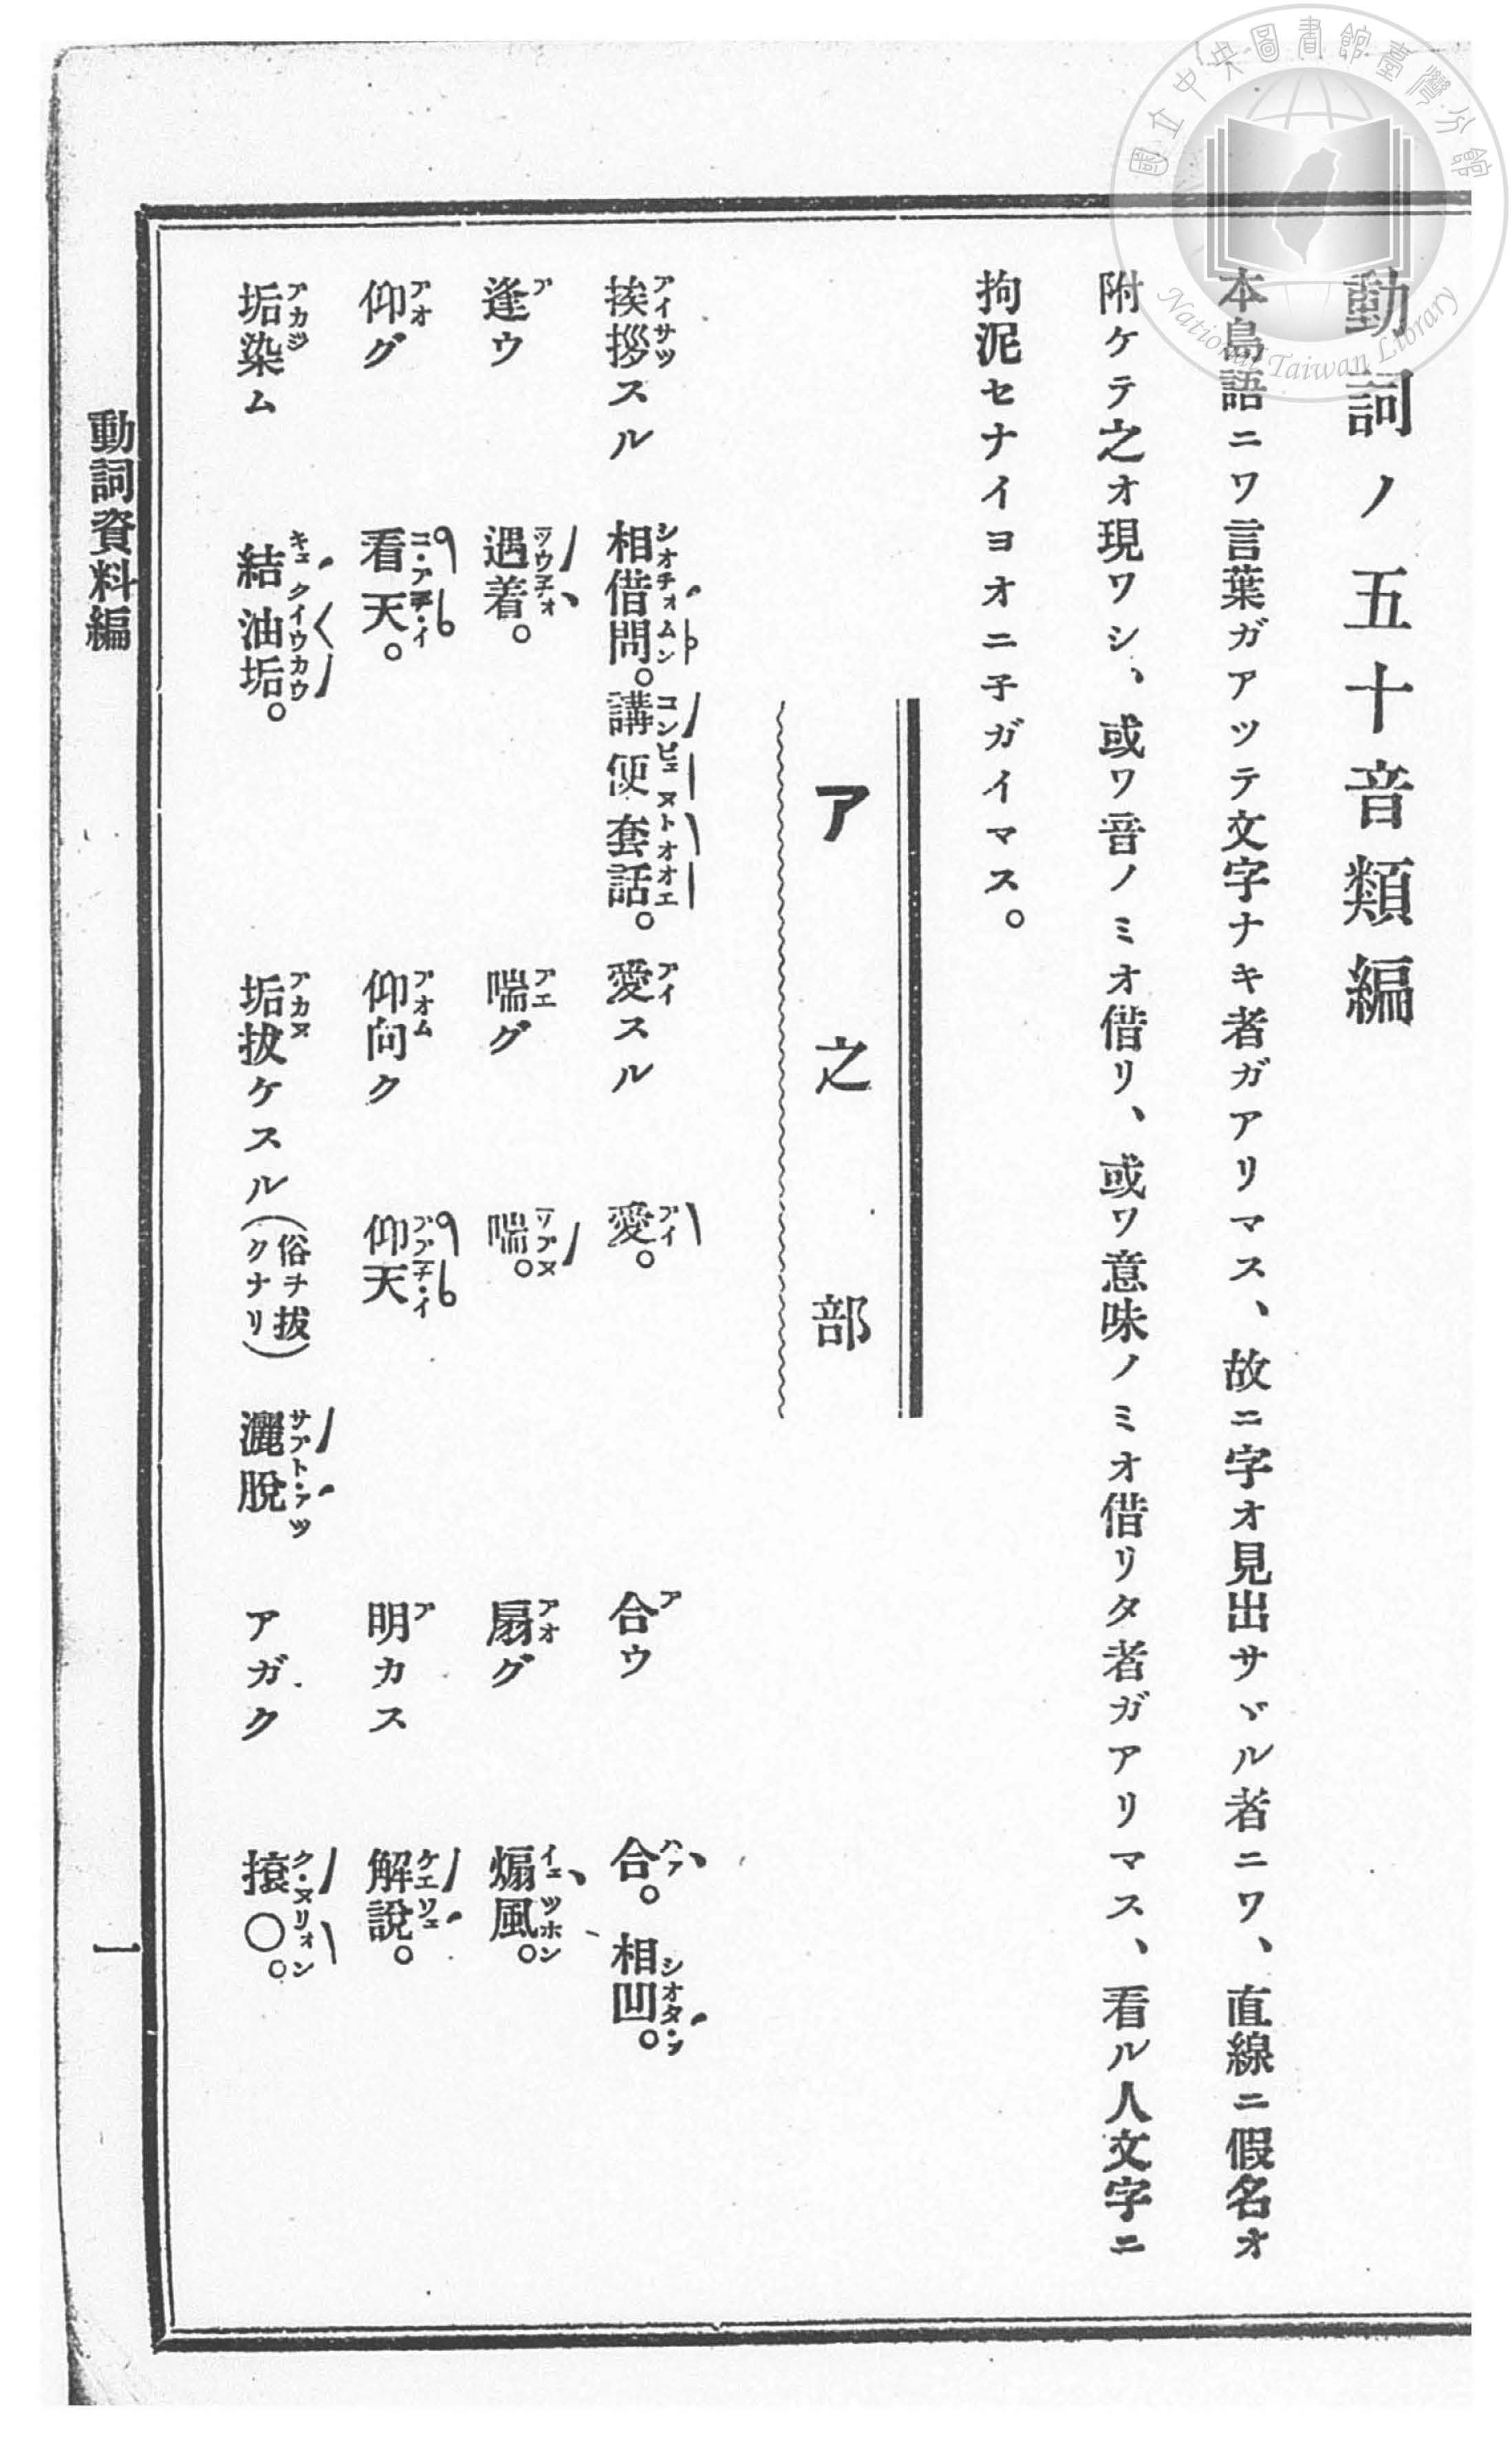 動詞ノ五十音類編
本島語ニワ言葉ガアツテ文字ナキ者ガアリマス、故ニ字オ見出サヾル者ニワ、直線ニ假名オ
附ケテ之オ現ワシ、或ワ音ノミオ借リ、或ワ意味ノミオ借リタ者ガアリマス、看ル人文字ニ
拘泥セナイヨオニ子ガイマス。
ア之部
挨拶スル 相借問。講便套話。 愛スル 愛。 合ウ 合。相凹。
逢ウ 遇着。 喘グ 喘。 扇グ 煽風。
仰グ 看天。 仰向ク 仰天 明カス 解説。
垢染ム 結油垢。 垢拔ケスル(俗ヲ拔クナリ) 灑脫 アガク 㨰〇。
動詞資料編
一
國立中央圖書館臺灣分館
National Taiwan Library